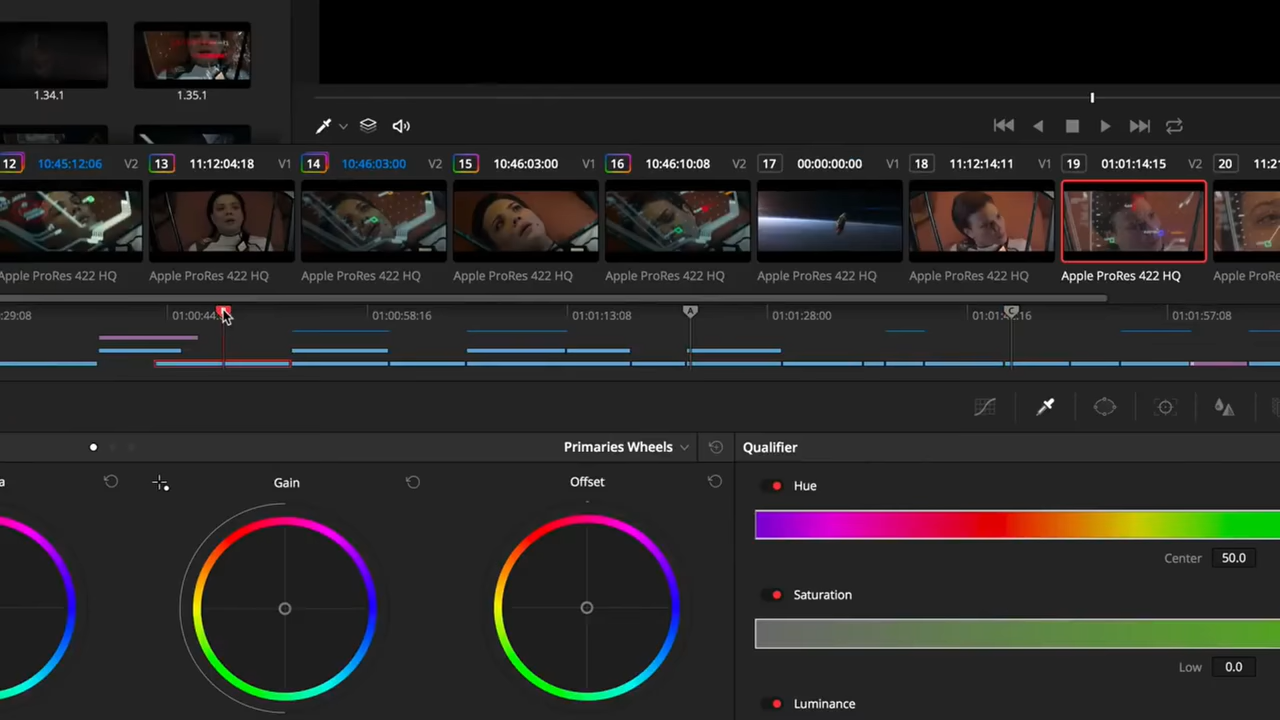 1.34.1
1.35.1
12 10:45:12:06 V2
13 11:12:04:18 V1
14 10:46:03:00 V2
15 10:46:03:00 V1
16 10:46:10:08 V2
17 00:00:00:00 V1
18 11:12:14:11 V1
19 01:01:14:15 V2
20 11:2
Apple ProRes 422 HQ
Apple ProRes 422 HQ
Apple ProRes 422 HQ
Apple ProRes 422 HQ
Apple ProRes 422 HQ
Apple ProRes 422 HQ
Apple ProRes 422 HQ
Apple ProRes 422 HQ
Apple ProRes
:29:08
01:00:44:
01:00:58:16
01:01:13:08
A
01:01:28:00
C
01:01:42:16
01:01:57:08
Primaries Wheels
Qualifier
a
Gain
Offset
Hue
Center 50.0
Saturation
Low 0.0
Luminance